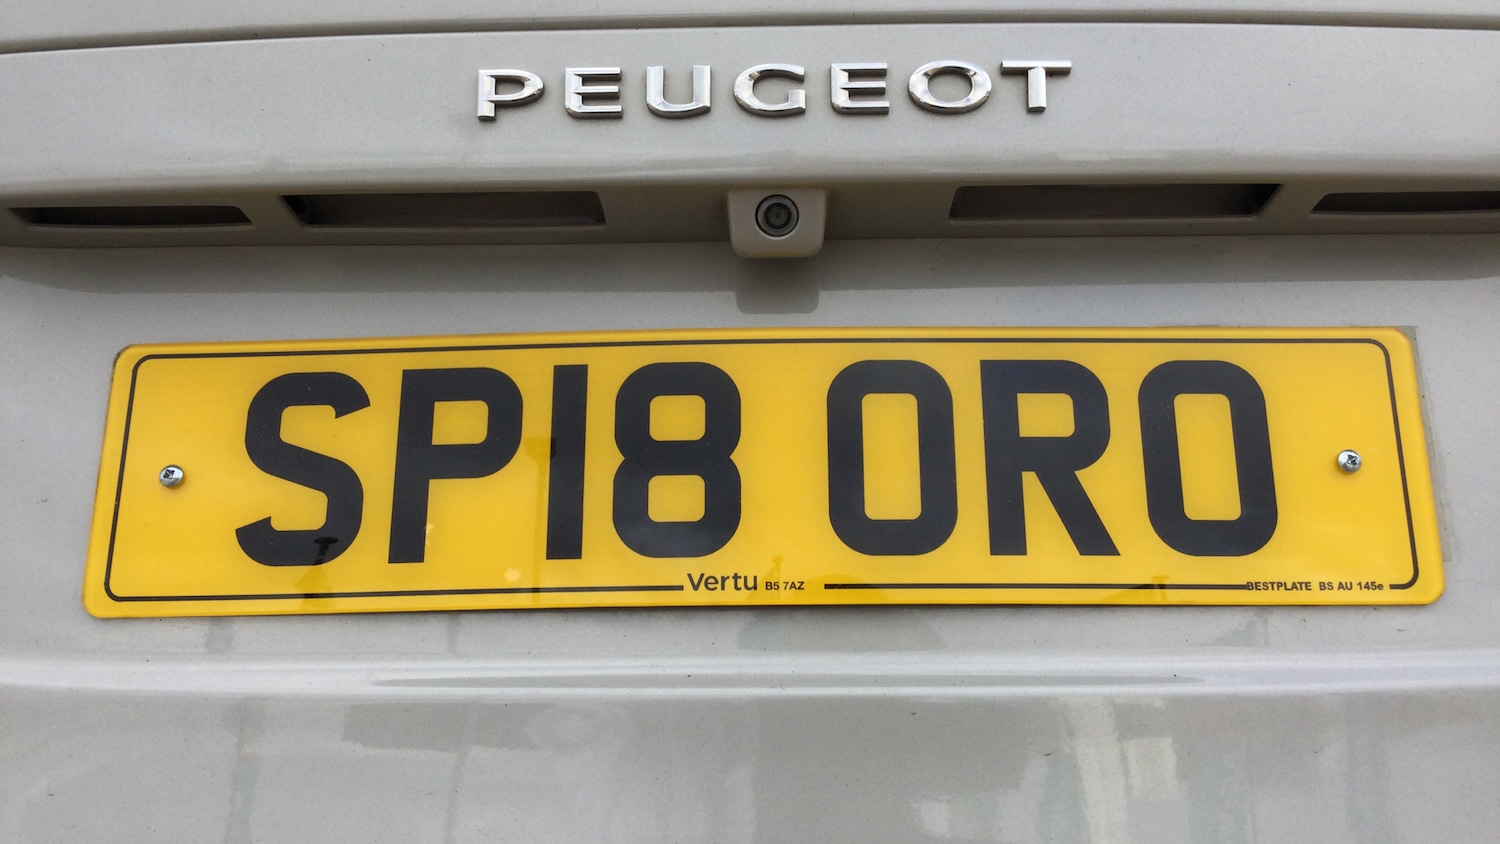 PEUGEOT
SP18 ORO
Vertu B5 7AZ
BESTPLATE BS AU 145e